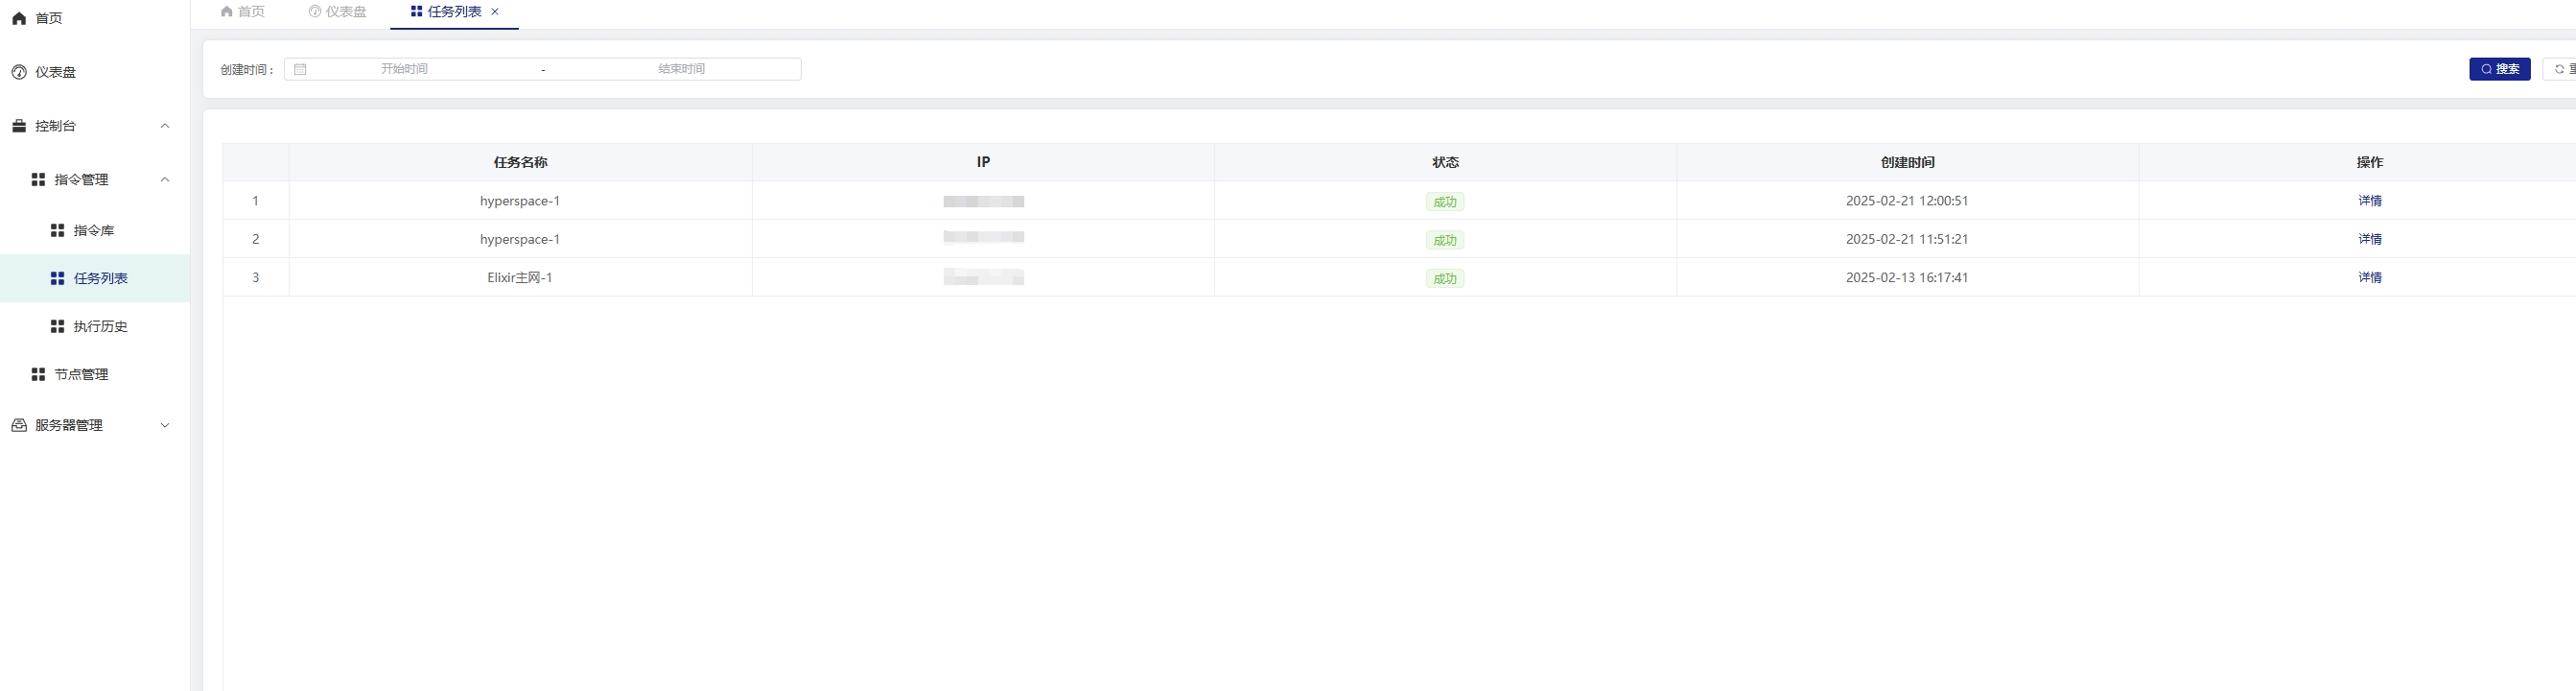 首页
仪表盘
控制台
指令管理
指令库
任务列表
执行历史
节点管理
服务器管理
首页 仪表盘 任务列表 ×
创建时间： 开始时间 - 结束时间 搜索
任务名称 IP 状态 创建时间 操作
1 hyperspace-1 成功 2025-02-21 12:00:51 详情
2 hyperspace-1 成功 2025-02-21 11:51:21 详情
3 Elixir主网-1 成功 2025-02-13 16:17:41 详情